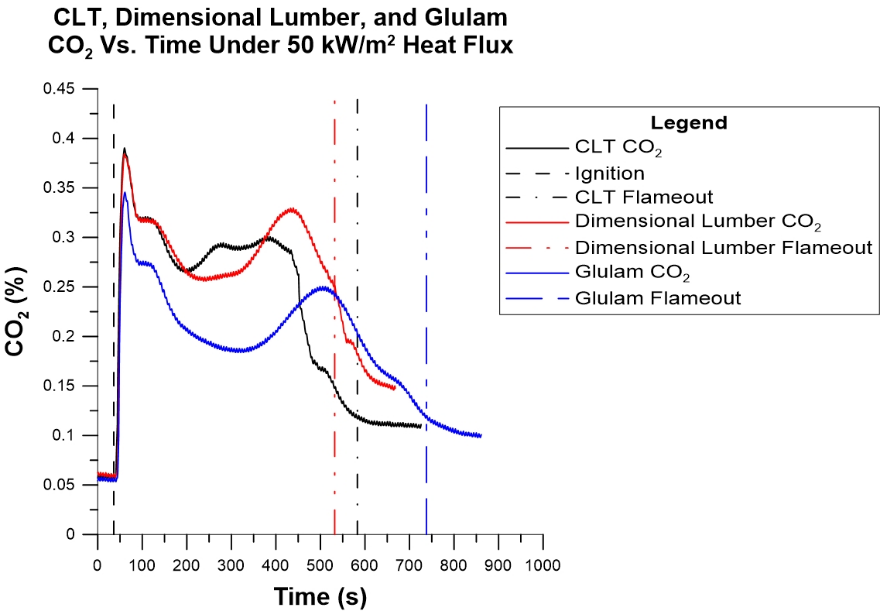 CLT, Dimensional Lumber, and Glulam
CO₂ Vs. Time Under 50 kW/m² Heat Flux
CO₂ (%)
0.45
0.4
0.35
0.3
0.25
0.2
0.15
0.1
0.05
0
0 100 200 300 400 500 600 700 800 900 1000
Time (s)
Legend
CLT CO₂
Ignition
CLT Flameout
Dimensional Lumber CO₂
Dimensional Lumber Flameout
Glulam CO₂
Glulam Flameout